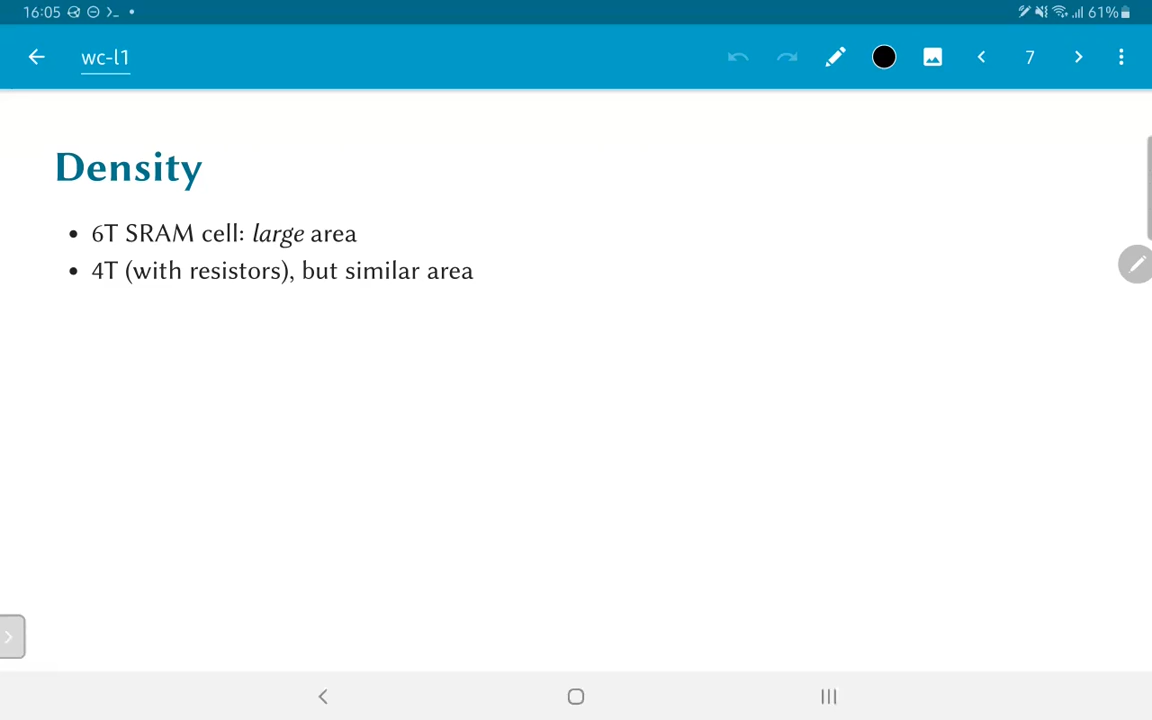 16:05 61%
wc-l1 7
Density
• 6T SRAM cell: large area
• 4T (with resistors), but similar area